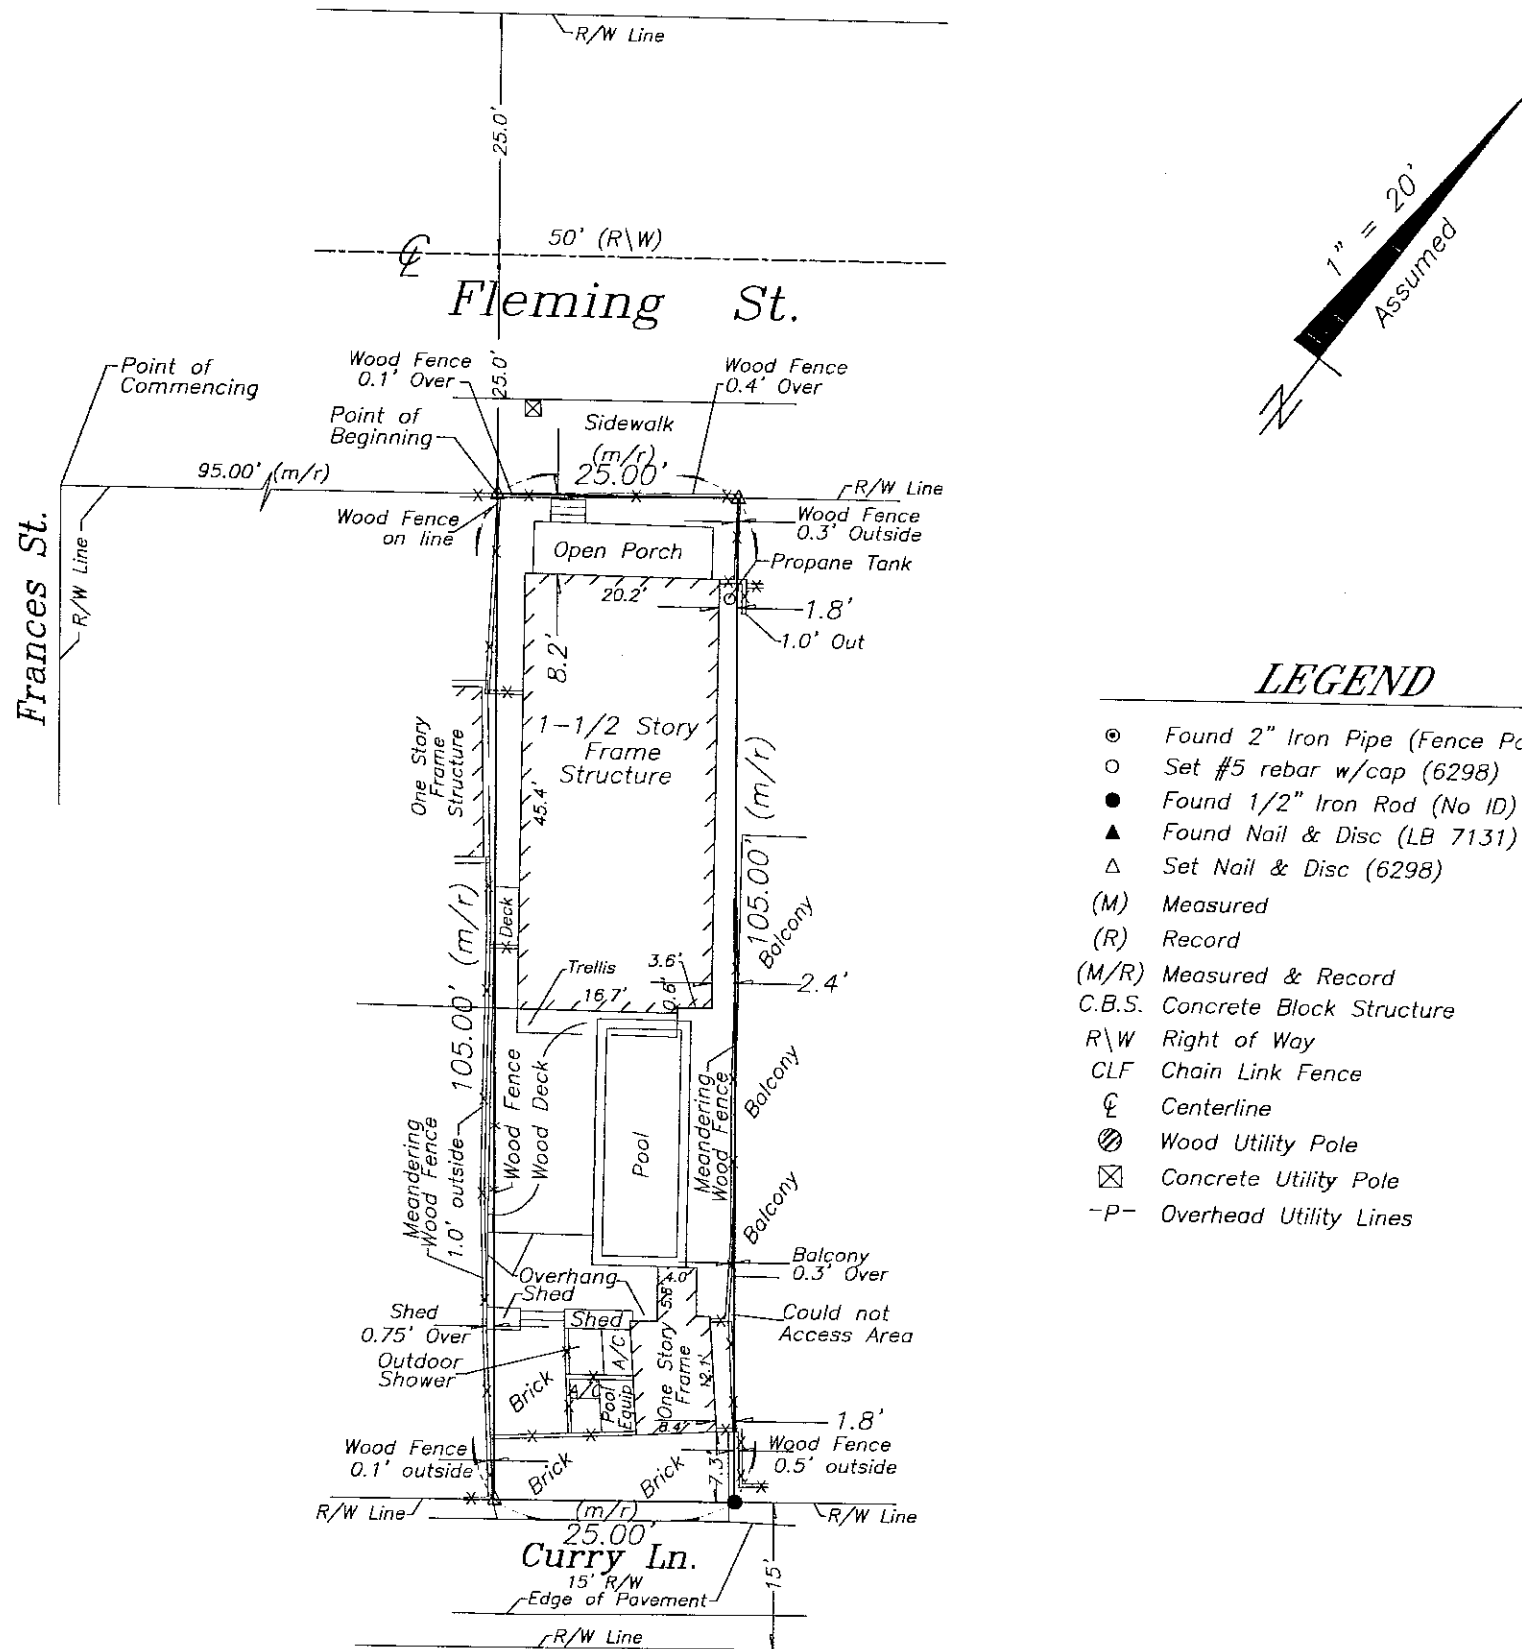 R/W Line
25.0'
50' (R\W)
℄
Fleming St.
1" = 20'
Assumed
N
Point of
Commencing
Wood Fence
0.1' Over
25.0'
Wood Fence
0.4' Over
Point of
Beginning
Sidewalk
(m/r)
25.00'
95.00' (m/r)
R/W Line
Frances St.
R/W Line
Wood Fence
on line
Wood Fence
0.3' Outside
Open Porch
Propane Tank
20.2'
1.8'
1.0' Out
8.2'
1-1/2 Story
Frame
Structure
One Story
Frame
Structure
45.4'
105.00' (m/r)
105.00' (m/r)
Deck
Balcony
Trellis
3.6'
16.7'
0.6'
2.4'
Wood Fence
Wood Deck
Pool
Meandering
Wood Fence
Balcony
Meandering
Wood Fence
1.0' outside
Balcony
Balcony
0.3' Over
Overhang
Shed
4.0'
5.8'
Shed
0.75' Over
Shed
Could not
Access Area
Outdoor
Shower
A/C
One Story
Frame
12.1'
Brick
A/C
Pool
Equip
8.4'
1.8'
Wood Fence
0.1' outside
Brick
Brick
7.3'
Wood Fence
0.5' outside
R/W Line
(m/r)
25.00'
R/W Line
Curry Ln.
15' R/W
Edge of Pavement
15'
R/W Line
LEGEND
Found 2" Iron Pipe (Fence Po
Set #5 rebar w/cap (6298)
Found 1/2" Iron Rod (No ID)
Found Nail & Disc (LB 7131)
Set Nail & Disc (6298)
(M) Measured
(R) Record
(M/R) Measured & Record
C.B.S. Concrete Block Structure
R\W Right of Way
CLF Chain Link Fence
℄ Centerline
Wood Utility Pole
Concrete Utility Pole
-P- Overhead Utility Lines